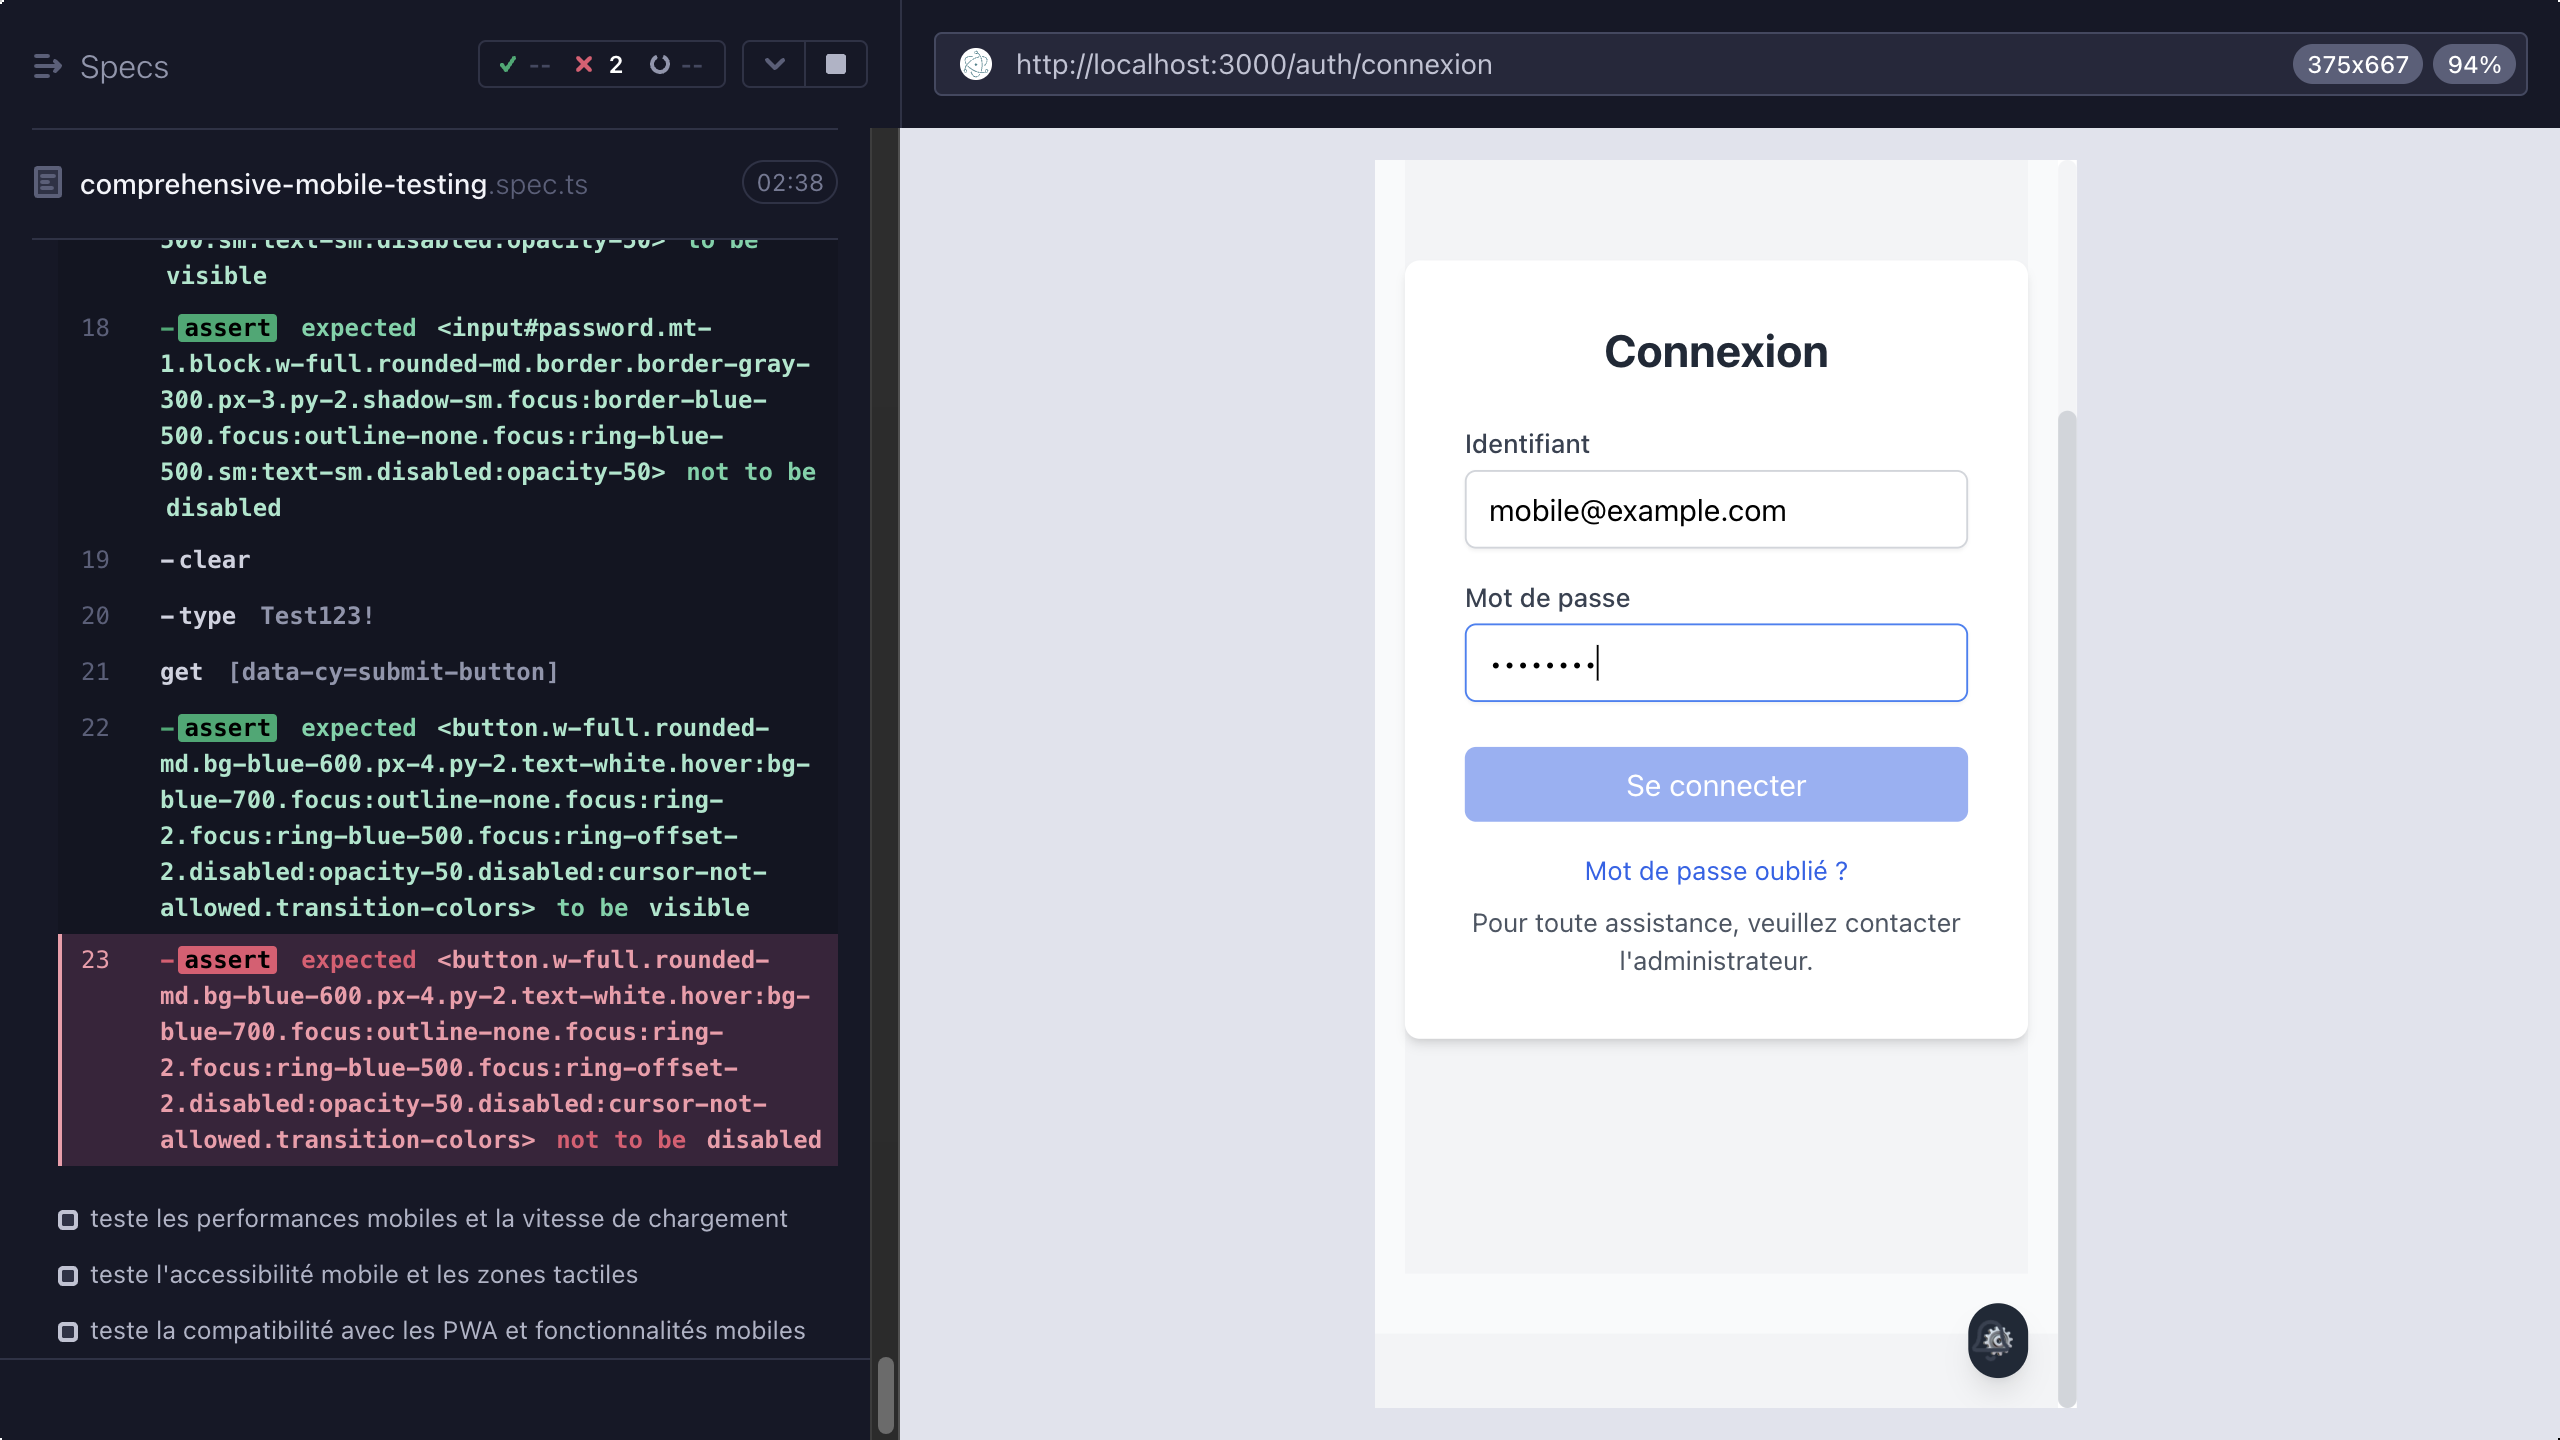 Specs
-- 2 --
comprehensive-mobile-testing.spec.ts 02:38
500.sm:text-sm.disabled:opacity-50> to be
visible
18 -assert expected <input#password.mt-
1.block.w-full.rounded-md.border.border-gray-
300.px-3.py-2.shadow-sm.focus:border-blue-
500.focus:outline-none.focus:ring-blue-
500.sm:text-sm.disabled:opacity-50> not to be
disabled
19 -clear
20 -type Test123!
21 get [data-cy=submit-button]
22 -assert expected <button.w-full.rounded-
md.bg-blue-600.px-4.py-2.text-white.hover:bg-
blue-700.focus:outline-none.focus:ring-
2.focus:ring-blue-500.focus:ring-offset-
2.disabled:opacity-50.disabled:cursor-not-
allowed.transition-colors> to be visible
23 -assert expected <button.w-full.rounded-
md.bg-blue-600.px-4.py-2.text-white.hover:bg-
blue-700.focus:outline-none.focus:ring-
2.focus:ring-blue-500.focus:ring-offset-
2.disabled:opacity-50.disabled:cursor-not-
allowed.transition-colors> not to be disabled
teste les performances mobiles et la vitesse de chargement
teste l'accessibilité mobile et les zones tactiles
teste la compatibilité avec les PWA et fonctionnalités mobiles
http://localhost:3000/auth/connexion 375x667 94%
Connexion
Identifiant
mobile@example.com
Mot de passe
••••••••
Se connecter
Mot de passe oublié ?
Pour toute assistance, veuillez contacter
l'administrateur.